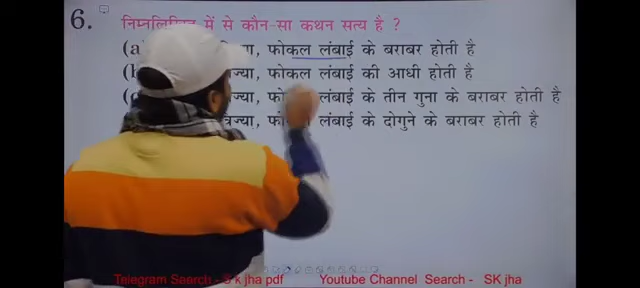 6. निम्नलिखित में से कौन-सा कथन सत्य है ?
(a) ज्या, फोकल लंबाई के बराबर होती है
ज्या, फोकल लंबाई की आधी होती है
ज्या, लंबाई के तीन गुना के बराबर होती है
त्रिज्या, लंबाई के दोगुने के बराबर होती है
Telegram Search - S k jha pdf Youtube Channel Search - SK jha